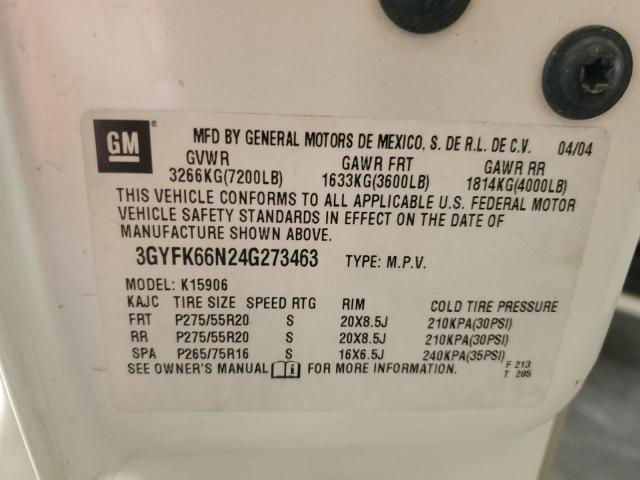 GM
MFD BY GENERAL MOTORS DE MEXICO, S. DE R.L. DE C.V. 04/04
GVWR GAWR FRT GAWR RR
3266KG(7200LB) 1633KG(3600LB) 1814KG(4000LB)
THIS VEHICLE CONFORMS TO ALL APPLICABLE U.S. FEDERAL MOTOR
VEHICLE SAFETY STANDARDS IN EFFECT ON THE DATE OF
MANUFACTURE SHOWN ABOVE.
3GYFK66N24G273463 TYPE: M.P.V.
MODEL: K15906
KAJC TIRE SIZE SPEED RTG RIM COLD TIRE PRESSURE
FRT P275/55R20 S 20X8.5J 210KPA(30PSI)
RR P275/55R20 S 20X8.5J 210KPA(30PSI)
SPA P265/75R16 S 16X6.5J 240KPA(35PSI)
SEE OWNER'S MANUAL i FOR MORE INFORMATION. F 213
T 205